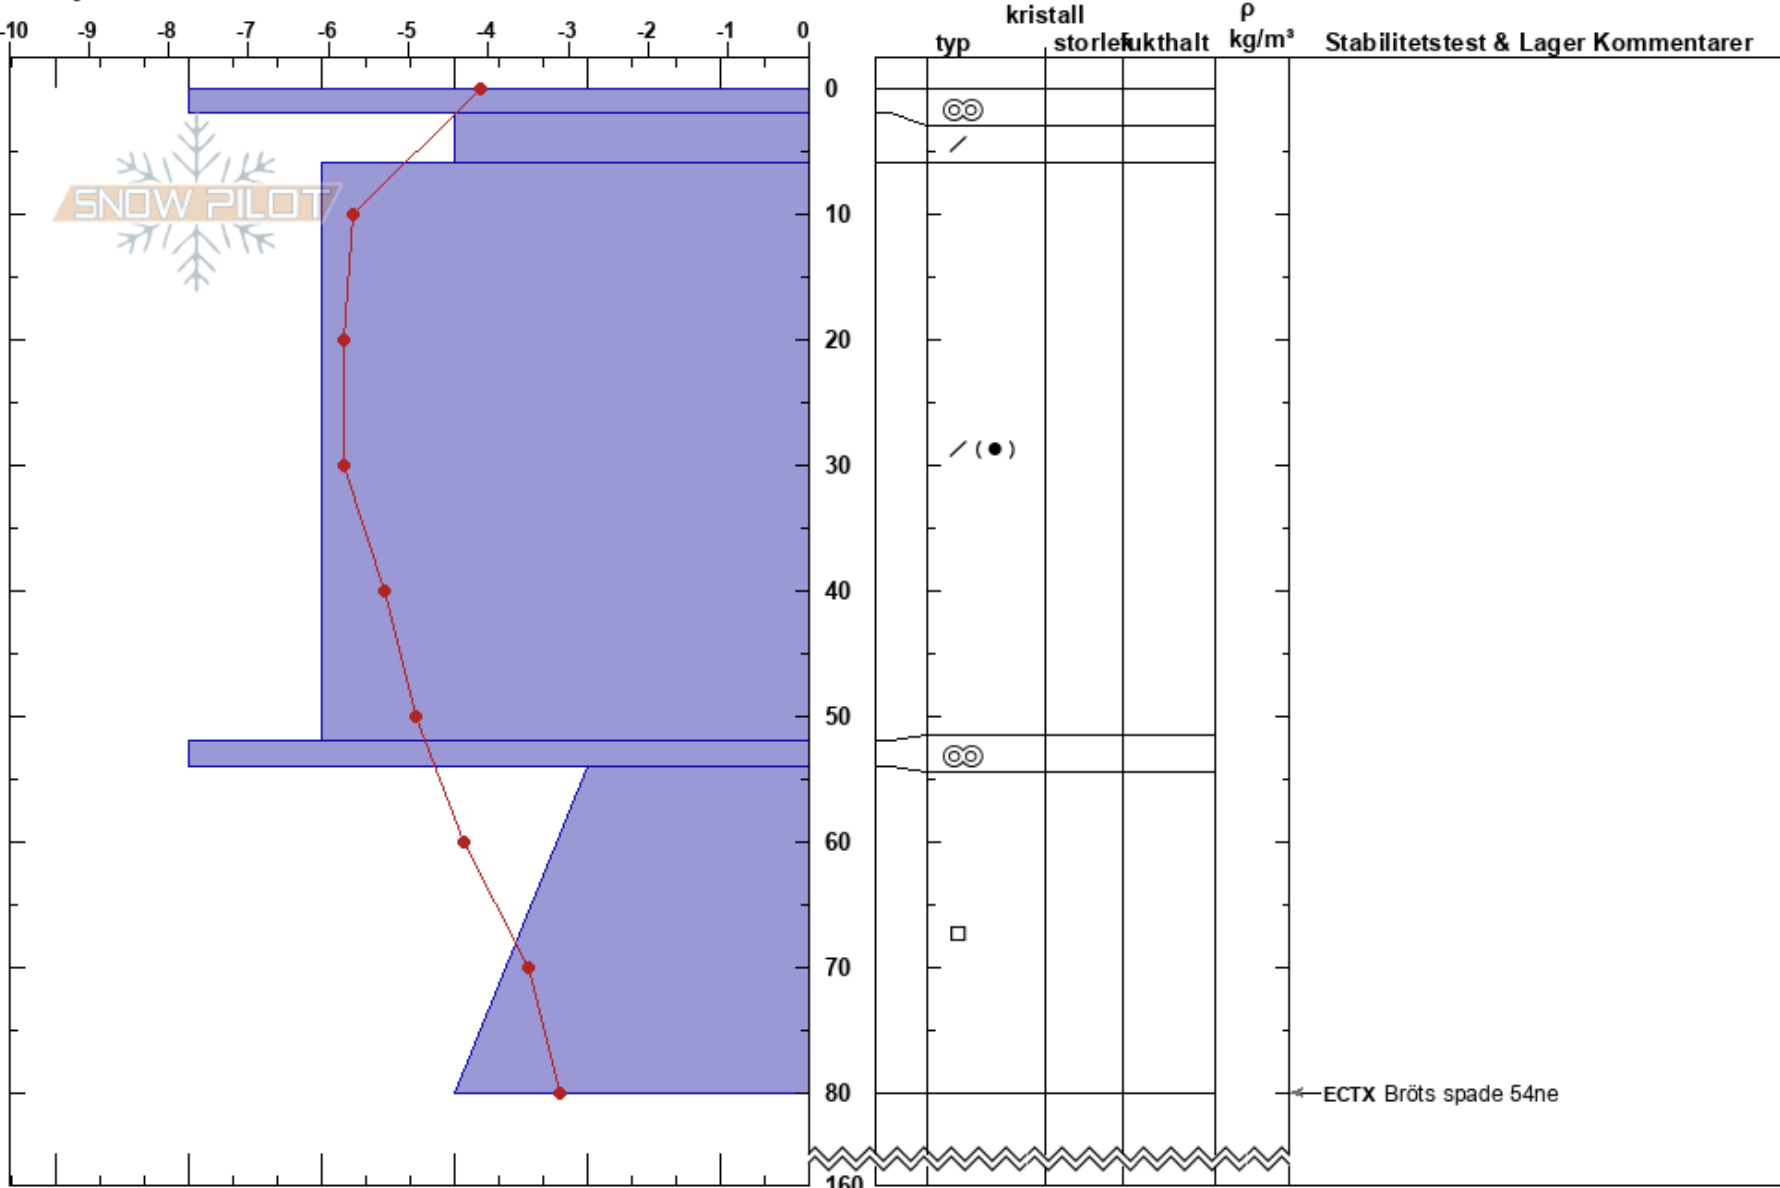 kristall ρ
-10 -9 -8 -7 -6 -5 -4 -3 -2 -1 0 typ storlek fukthalt kg/m³ Stabilitetstest & Lager Kommentarer
0
SNOW PILOT
10
20
30
40
50
60
70
80 ECTX Bröts spade 54ne
160